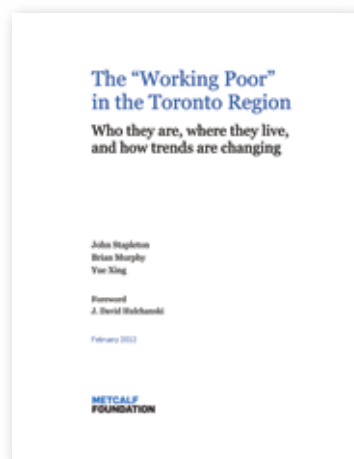 The "Working Poor"
in the Toronto Region
Who they are, where they live,
and how trends are changing
John Stapleton
Brian Murphy
Yue Xing
Foreword
J. David Hulchanski
February 2012
METCALF
FOUNDATION